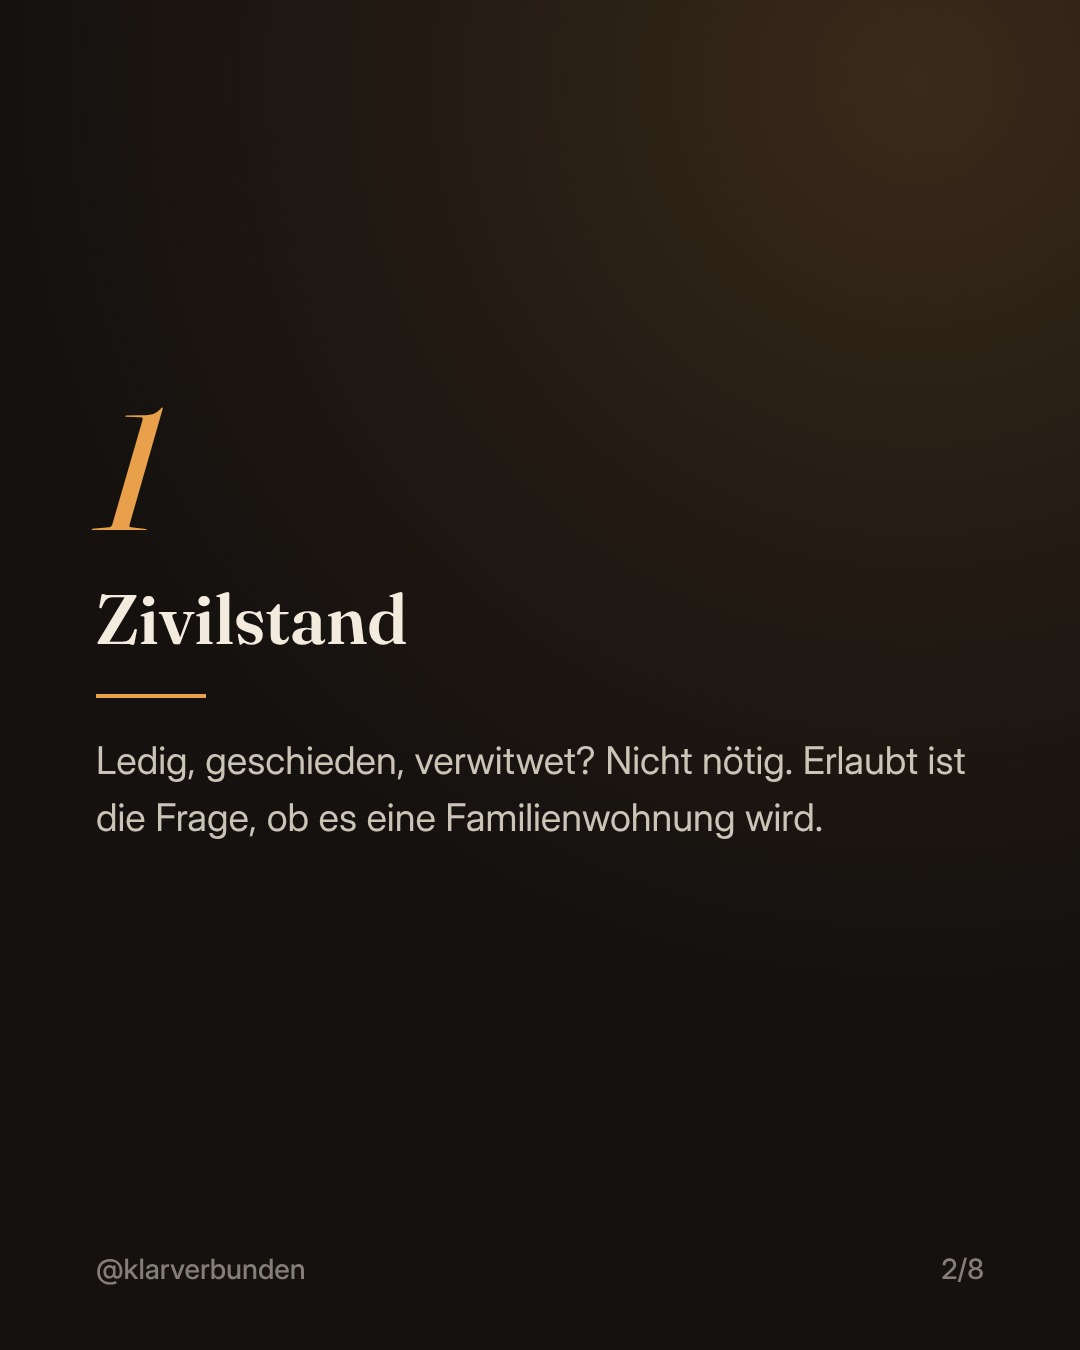 1
Zivilstand
Ledig, geschieden, verwitwet? Nicht nötig. Erlaubt ist
die Frage, ob es eine Familienwohnung wird.
@klarverbunden
2/8